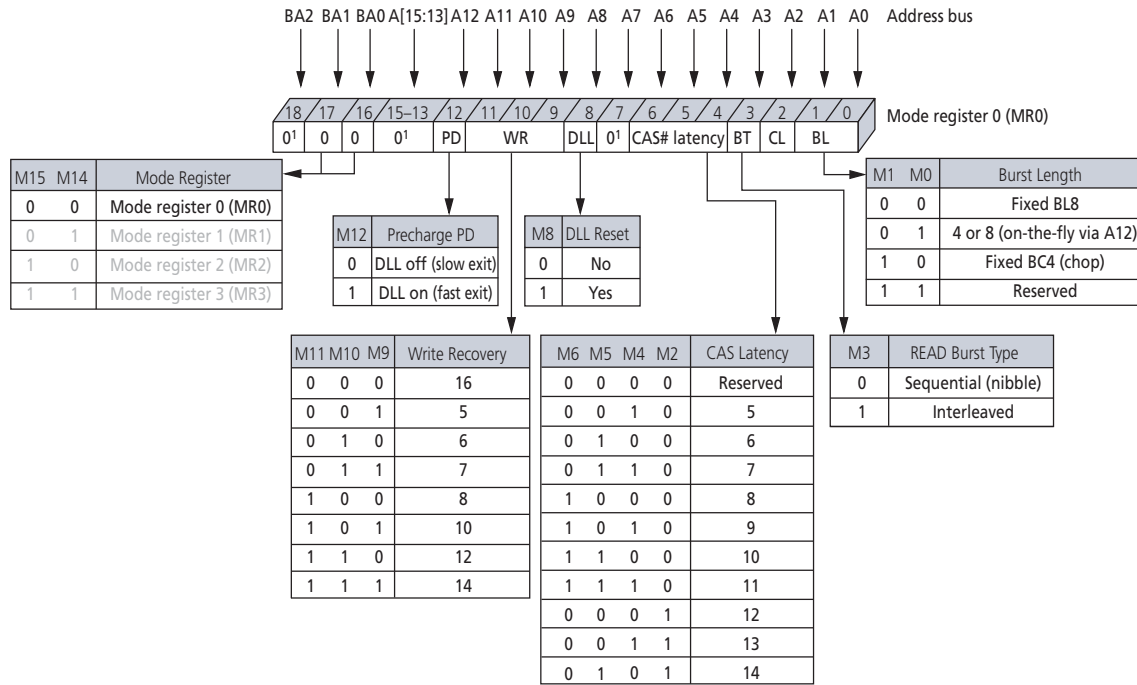 BA2 BA1 BA0 A[15:13] A12 A11 A10 A9 A8 A7 A6 A5 A4 A3 A2 A1 A0 Address bus
18 17 16 15–13 12 11 10 9 8 7 6 5 4 3 2 1 0
Mode register 0 (MR0)
0¹ 0 0 0¹ PD WR DLL 0¹ CAS# latency BT CL BL
M15 M14 Mode Register
0 0 Mode register 0 (MR0)
0 1 Mode register 1 (MR1)
1 0 Mode register 2 (MR2)
1 1 Mode register 3 (MR3)
M12 Precharge PD
0 DLL off (slow exit)
1 DLL on (fast exit)
M8 DLL Reset
0 No
1 Yes
M1 M0 Burst Length
0 0 Fixed BL8
0 1 4 or 8 (on-the-fly via A12)
1 0 Fixed BC4 (chop)
1 1 Reserved
M11 M10 M9 Write Recovery
0 0 0 16
0 0 1 5
0 1 0 6
0 1 1 7
1 0 0 8
1 0 1 10
1 1 0 12
1 1 1 14
M6 M5 M4 M2 CAS Latency
0 0 0 0 Reserved
0 0 1 0 5
0 1 0 0 6
0 1 1 0 7
1 0 0 0 8
1 0 1 0 9
1 1 0 0 10
1 1 1 0 11
0 0 0 1 12
0 0 1 1 13
0 1 0 1 14
M3 READ Burst Type
0 Sequential (nibble)
1 Interleaved